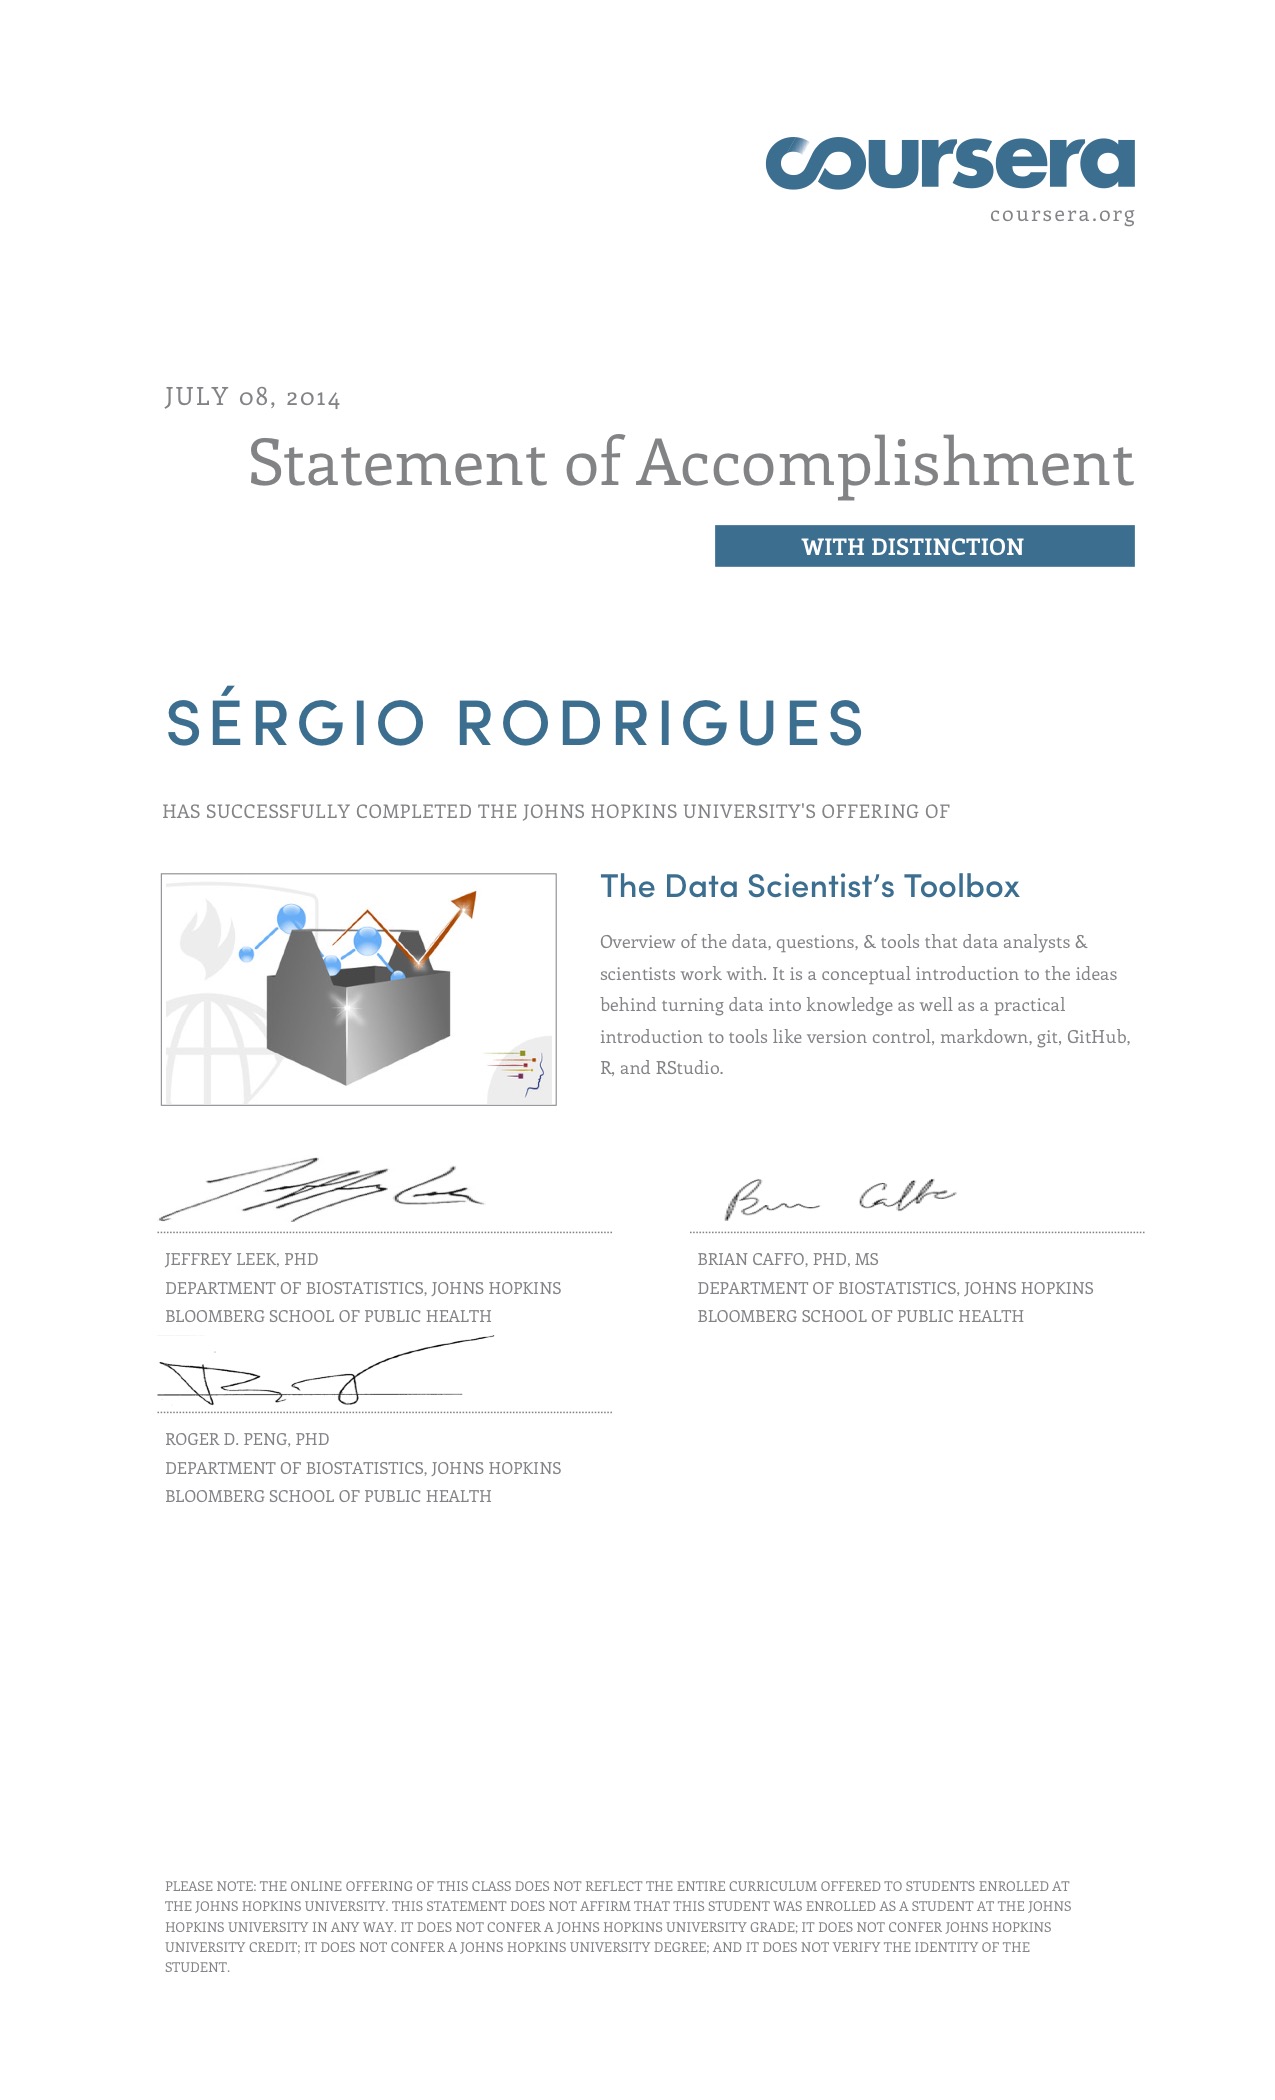 coursera
coursera.org
JULY 08, 2014
Statement of Accomplishment
WITH DISTINCTION
SÉRGIO RODRIGUES
HAS SUCCESSFULLY COMPLETED THE JOHNS HOPKINS UNIVERSITY'S OFFERING OF
The Data Scientist’s Toolbox
Overview of the data, questions, & tools that data analysts &
scientists work with. It is a conceptual introduction to the ideas
behind turning data into knowledge as well as a practical
introduction to tools like version control, markdown, git, GitHub,
R, and RStudio.
JEFFREY LEEK, PHD
DEPARTMENT OF BIOSTATISTICS, JOHNS HOPKINS
BLOOMBERG SCHOOL OF PUBLIC HEALTH
BRIAN CAFFO, PHD, MS
DEPARTMENT OF BIOSTATISTICS, JOHNS HOPKINS
BLOOMBERG SCHOOL OF PUBLIC HEALTH
ROGER D. PENG, PHD
DEPARTMENT OF BIOSTATISTICS, JOHNS HOPKINS
BLOOMBERG SCHOOL OF PUBLIC HEALTH
PLEASE NOTE: THE ONLINE OFFERING OF THIS CLASS DOES NOT REFLECT THE ENTIRE CURRICULUM OFFERED TO STUDENTS ENROLLED AT
THE JOHNS HOPKINS UNIVERSITY. THIS STATEMENT DOES NOT AFFIRM THAT THIS STUDENT WAS ENROLLED AS A STUDENT AT THE JOHNS
HOPKINS UNIVERSITY IN ANY WAY. IT DOES NOT CONFER A JOHNS HOPKINS UNIVERSITY GRADE; IT DOES NOT CONFER JOHNS HOPKINS
UNIVERSITY CREDIT; IT DOES NOT CONFER A JOHNS HOPKINS UNIVERSITY DEGREE; AND IT DOES NOT VERIFY THE IDENTITY OF THE
STUDENT.